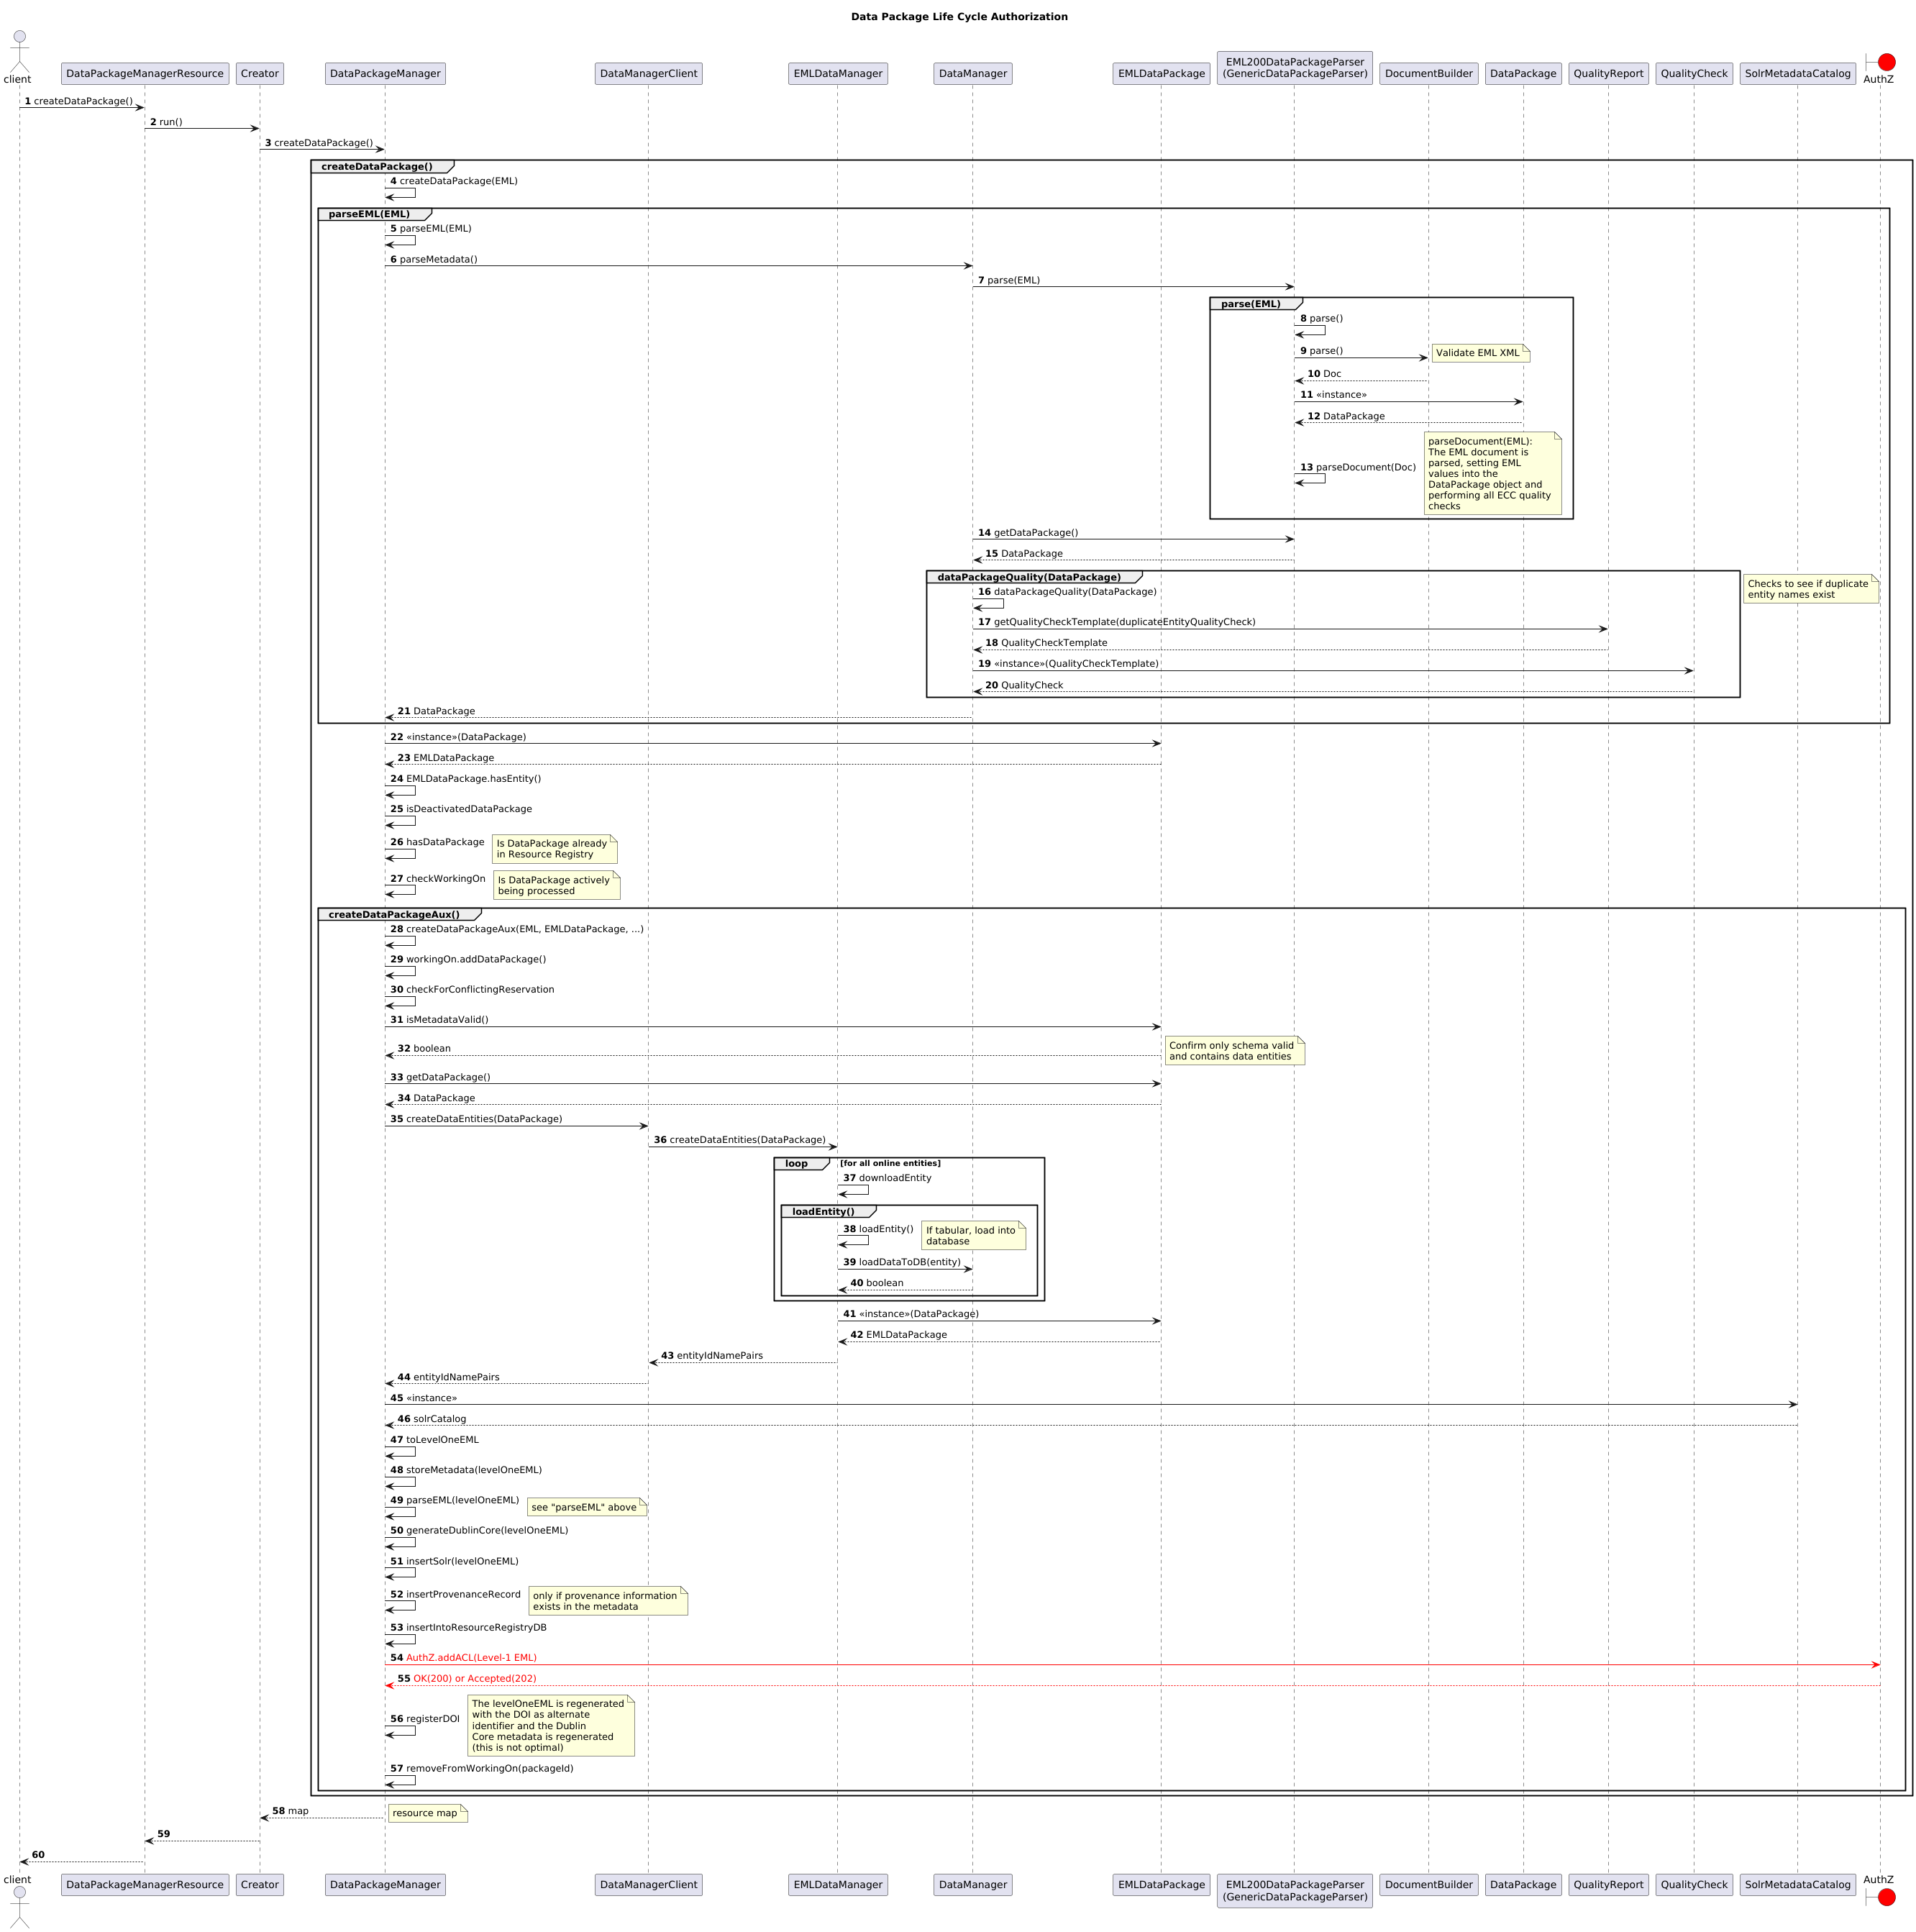 Data Package Life Cycle Authorization
client
DataPackageManagerResource
Creator
DataPackageManager
DataManagerClient
EMLDataManager
DataManager
EMLDataPackage
EML200DataPackageParser
(GenericDataPackageParser)
DocumentBuilder
DataPackage
QualityReport
QualityCheck
SolrMetadataCatalog
AuthZ
1 createDataPackage()
2 run()
3 createDataPackage()
createDataPackage()
4 createDataPackage(EML)
parseEML(EML)
5 parseEML(EML)
6 parseMetadata()
7 parse(EML)
parse(EML)
8 parse()
9 parse()
Validate EML XML
10 Doc
11 «instance»
12 DataPackage
13 parseDocument(Doc)
parseDocument(EML):
The EML document is
parsed, setting EML
values into the
DataPackage object and
performing all ECC quality
checks
14 getDataPackage()
15 DataPackage
dataPackageQuality(DataPackage)
Checks to see if duplicate
entity names exist
16 dataPackageQuality(DataPackage)
17 getQualityCheckTemplate(duplicateEntityQualityCheck)
18 QualityCheckTemplate
19 «instance»(QualityCheckTemplate)
20 QualityCheck
21 DataPackage
22 «instance»(DataPackage)
23 EMLDataPackage
24 EMLDataPackage.hasEntity()
25 isDeactivatedDataPackage
26 hasDataPackage
Is DataPackage already
in Resource Registry
27 checkWorkingOn
Is DataPackage actively
being processed
createDataPackageAux()
28 createDataPackageAux(EML, EMLDataPackage, ...)
29 workingOn.addDataPackage()
30 checkForConflictingReservation
31 isMetadataValid()
32 boolean
Confirm only schema valid
and contains data entities
33 getDataPackage()
34 DataPackage
35 createDataEntities(DataPackage)
36 createDataEntities(DataPackage)
loop [for all online entities]
37 downloadEntity
loadEntity()
38 loadEntity()
If tabular, load into
database
39 loadDataToDB(entity)
40 boolean
41 «instance»(DataPackage)
42 EMLDataPackage
43 entityIdNamePairs
44 entityIdNamePairs
45 «instance»
46 solrCatalog
47 toLevelOneEML
48 storeMetadata(levelOneEML)
49 parseEML(levelOneEML)
see "parseEML" above
50 generateDublinCore(levelOneEML)
51 insertSolr(levelOneEML)
52 insertProvenanceRecord
only if provenance information
exists in the metadata
53 insertIntoResourceRegistryDB
54 AuthZ.addACL(Level-1 EML)
55 OK(200) or Accepted(202)
56 registerDOI
The levelOneEML is regenerated
with the DOI as alternate
identifier and the Dublin
Core metadata is regenerated
(this is not optimal)
57 removeFromWorkingOn(packageId)
58 map
resource map
59
60
client
DataPackageManagerResource
Creator
DataPackageManager
DataManagerClient
EMLDataManager
DataManager
EMLDataPackage
EML200DataPackageParser
(GenericDataPackageParser)
DocumentBuilder
DataPackage
QualityReport
QualityCheck
SolrMetadataCatalog
AuthZ